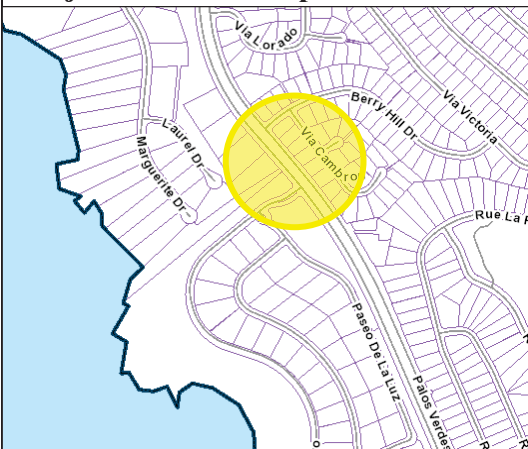 Via Lorado
Berry Hill Dr
Via Victoria
Laurel Dr
Via Cambro
Marguerite Dr
Rue La
Paseo De La Luz
Palos Verdes